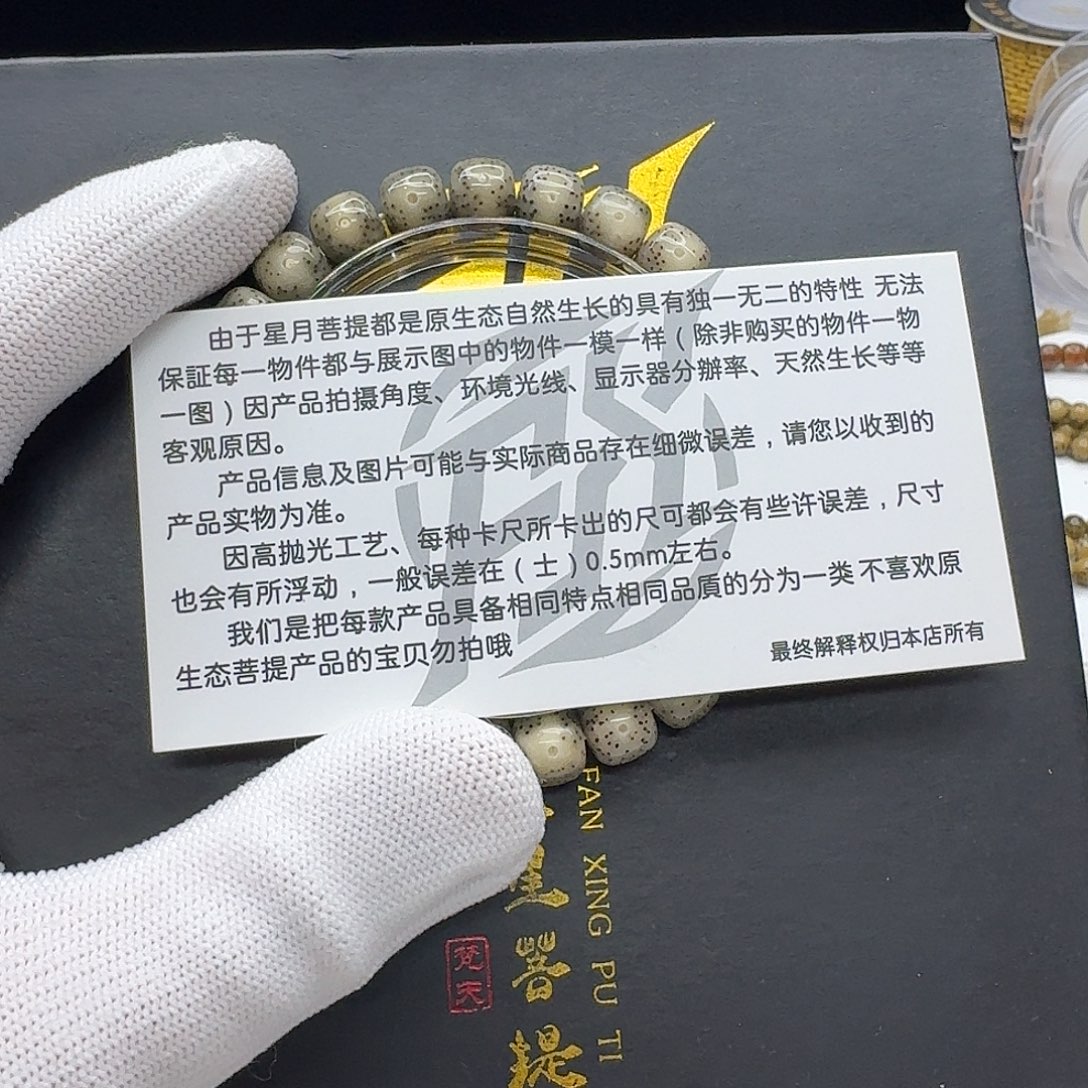 由于星月菩提都是原生态自然生长的具有独一无二的特性 无法
保証每一物件都与展示图中的物件一模一样（除非购买的物件一物
一图）因产品拍摄角度、环境光线、显示器分辦率、天然生长等等
客观原因。
产品信息及图片可能与实际商品存在细微误差，请您以收到的
产品实物为准。
因高抛光工艺、每种卡尺所卡出的尺可都会有些许误差，尺寸
也会有所浮动，一般误差在（士）0.5mm左右。
我们是把每款产品具备相同特点相同品質的分为一类 不喜欢原
生态菩提产品的宝贝勿拍哦
最终解释权归本店所有
FAN XING PU TI
星菩提
梵天